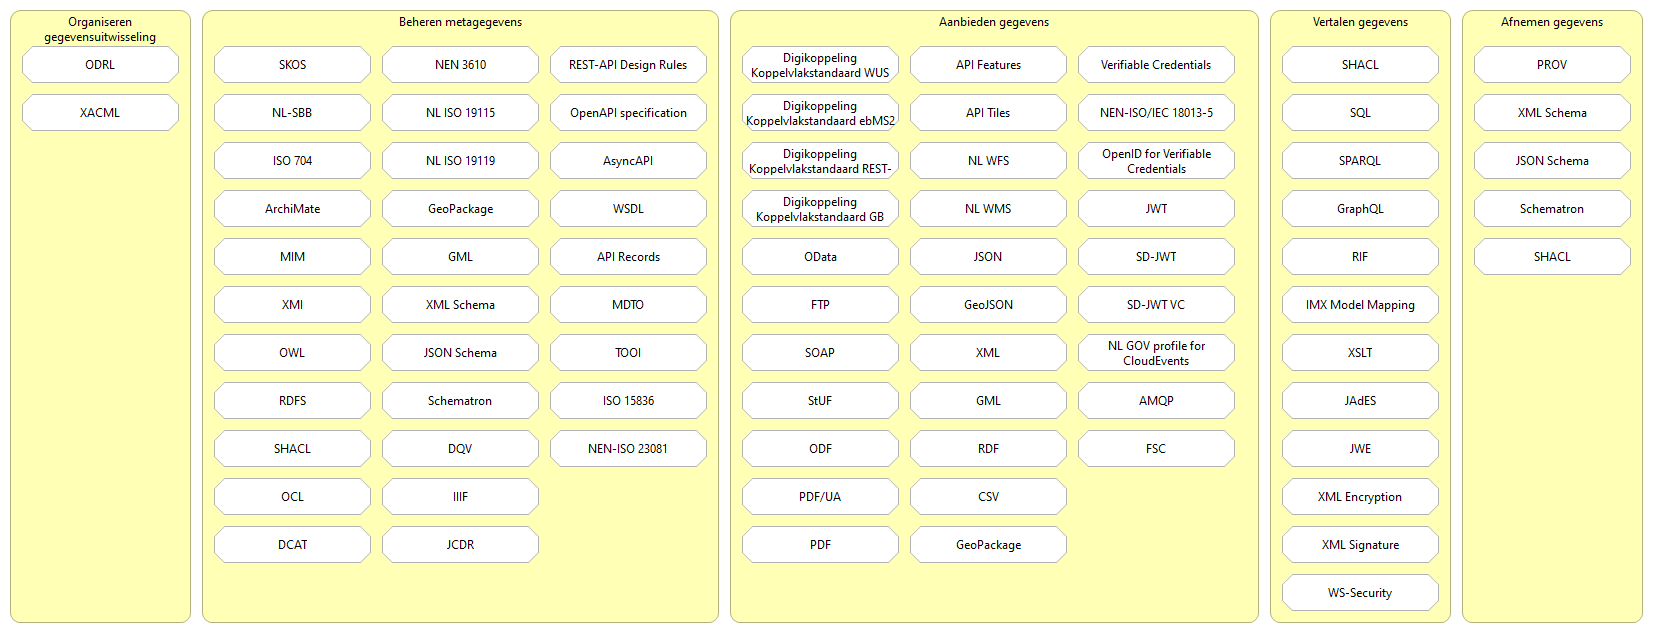 Organiseren
gegevensuitwisseling
ODRL
XACML
Beheren metagegevens
SKOS
NL-SBB
ISO 704
ArchiMate
MIM
XMI
OWL
RDFS
SHACL
OCL
DCAT
NEN 3610
NL ISO 19115
NL ISO 19119
GeoPackage
GML
XML Schema
JSON Schema
Schematron
DQV
IIIF
JCDR
REST-API Design Rules
OpenAPI specification
AsyncAPI
WSDL
API Records
MDTO
TOOI
ISO 15836
NEN-ISO 23081
Aanbieden gegevens
Digikoppeling
Koppelvlakstandaard WUS
Digikoppeling
Koppelvlakstandaard ebMS2
Digikoppeling
Koppelvlakstandaard REST-
Digikoppeling
Koppelvlakstandaard GB
OData
FTP
SOAP
StUF
ODF
PDF/UA
PDF
API Features
API Tiles
NL WFS
NL WMS
JSON
GeoJSON
XML
GML
RDF
CSV
GeoPackage
Verifiable Credentials
NEN-ISO/IEC 18013-5
OpenID for Verifiable
Credentials
JWT
SD-JWT
SD-JWT VC
NL GOV profile for
CloudEvents
AMQP
FSC
Vertalen gegevens
SHACL
SQL
SPARQL
GraphQL
RIF
IMX Model Mapping
XSLT
JAdES
JWE
XML Encryption
XML Signature
WS-Security
Afnemen gegevens
PROV
XML Schema
JSON Schema
Schematron
SHACL